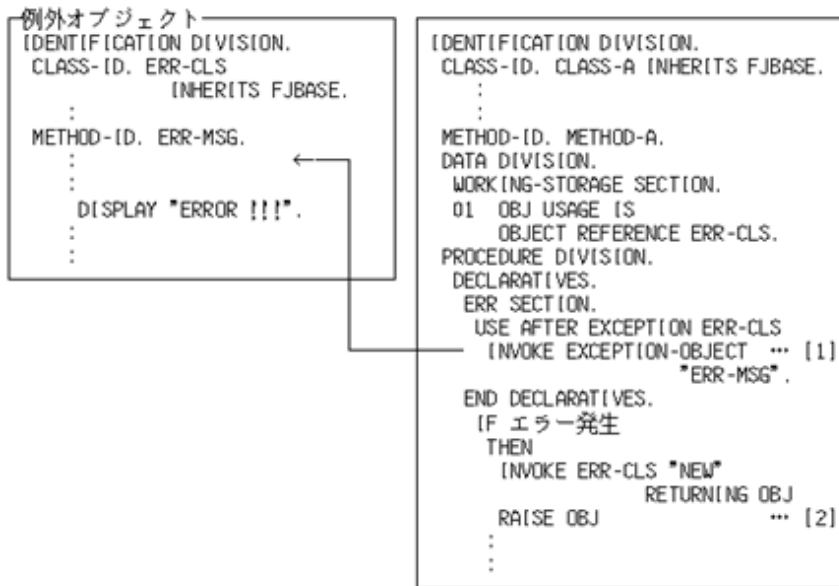 例外オブジェクト
IDENTIFICATION DIVISION.
CLASS-ID. ERR-CLS
INHERITS FJBASE.
:
METHOD-ID. ERR-MSG.
:
:
DISPLAY "ERROR !!!".
:
:
IDENTIFICATION DIVISION.
CLASS-ID. CLASS-A INHERITS FJBASE.
:
:
METHOD-ID. METHOD-A.
DATA DIVISION.
WORKING-STORAGE SECTION.
01 OBJ USAGE IS
OBJECT REFERENCE ERR-CLS.
PROCEDURE DIVISION.
DECLARATIVES.
ERR SECTION.
USE AFTER EXCEPTION ERR-CLS
INVOKE EXCEPTION-OBJECT … [1]
"ERR-MSG".
END DECLARATIVES.
IF エラー発生
THEN
INVOKE ERR-CLS "NEW"
RETURNING OBJ
RAISE OBJ … [2]
:
: